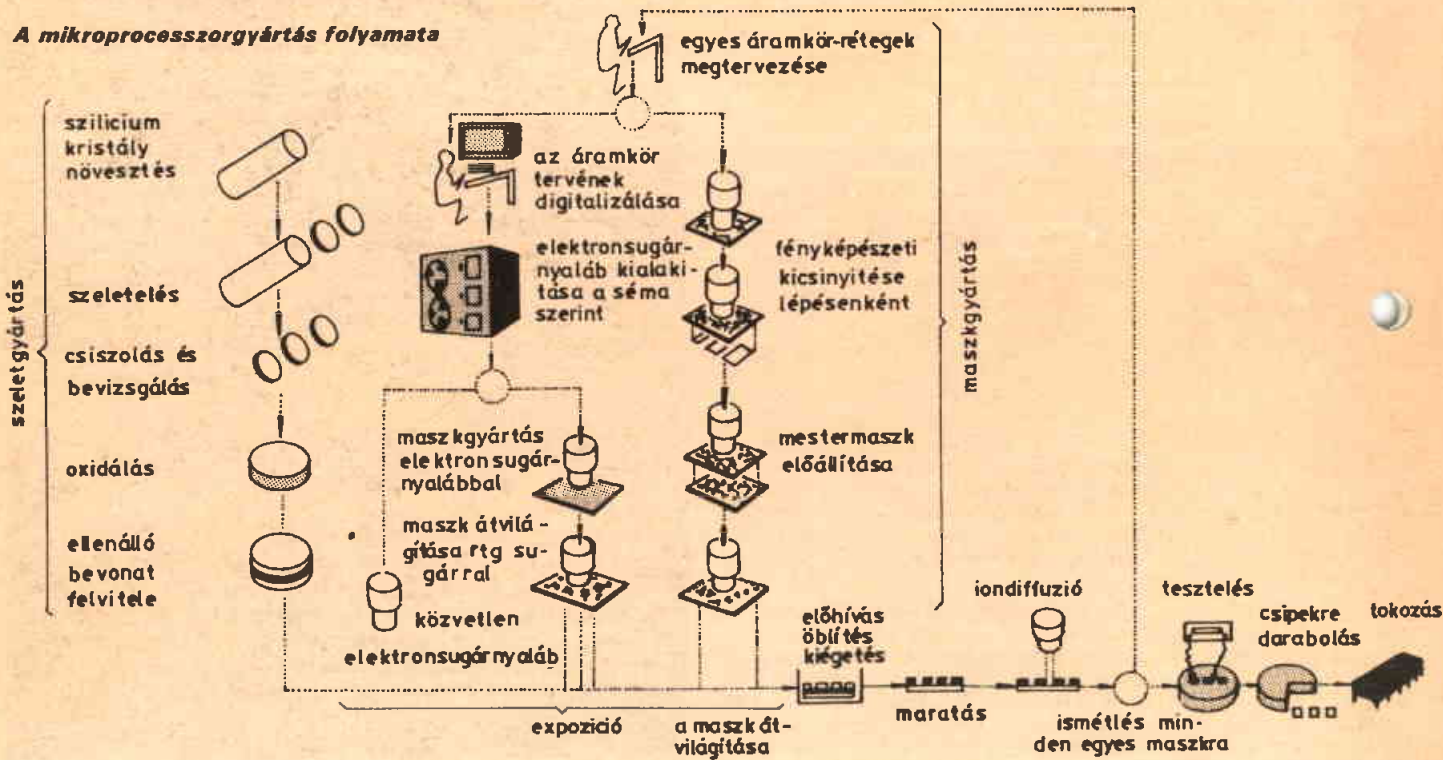 A mikroprocesszorgyártás folyamata
egyes áramkör-rétegek
megtervezése
szilicium
kristály
növesztés
szeletelés
csiszolás és
bevizsgálás
oxidálás
ellenálló
bevonat
felvitele
szeletgyártás
az áramkör
tervének
digitalizálása
elektronsugár-
nyaláb kialaki-
tása a séma
szerint
maszkgyártás
elektronsugár-
nyalábbal
maszk átvilá-
gítása rtg su-
gárral
közvetlen
elektronsugárnyaláb
fényképészeti
kicsinyitése
lépésenként
mestermaszk
előállítása
maszkgyártás
expozició
a maszk át-
világítása
előhívás
öblítés
kiégetés
maratás
iondiffuzió
ismétlés min-
den egyes maszkra
tesztelés
csipekre
darabolás
tokozás